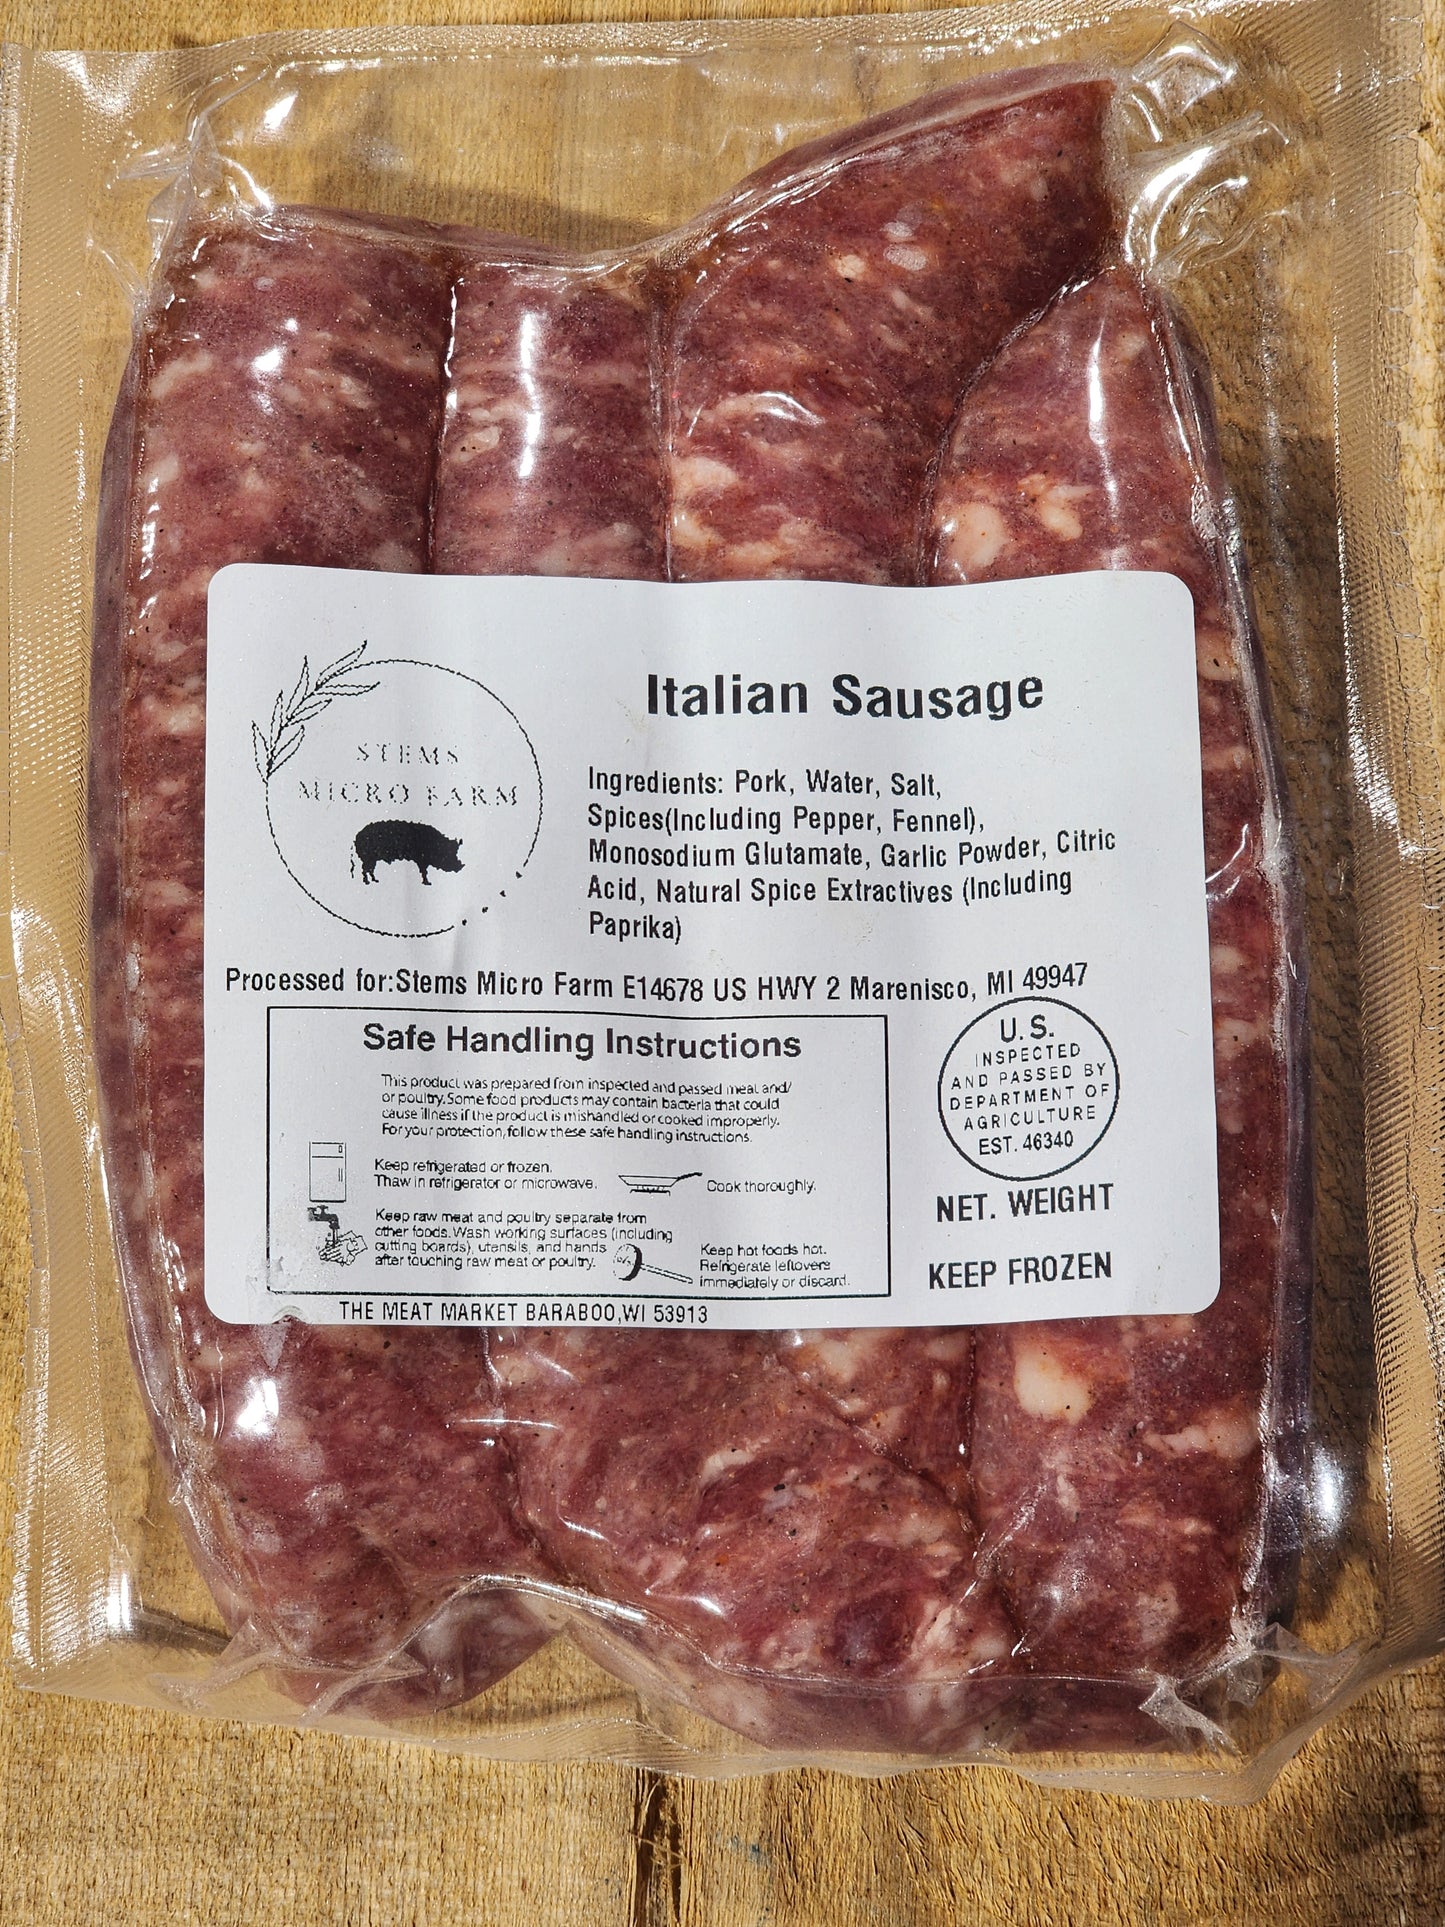 STEMS
MICRO FARM
Italian Sausage
Ingredients: Pork, Water, Salt,
Spices(Including Pepper, Fennel),
Monosodium Glutamate, Garlic Powder, Citric
Acid, Natural Spice Extractives (Including
Paprika)
Processed for:Stems Micro Farm E14678 US HWY 2 Marenisco, MI 49947
Safe Handling Instructions
This product was prepared from inspected and passed meat and/
or poultry. Some food products may contain bacteria that could
cause illness if the product is mishandled or cooked improperly.
For your protection, follow these safe handling instructions.
Keep refrigerated or frozen.
Thaw in refrigerator or microwave.
Cook thoroughly.
Keep raw meat and poultry separate from
other foods. Wash working surfaces (including
cutting boards), utensils, and hands
after touching raw meat or poultry.
Keep hot foods hot.
Refrigerate leftovers
immediately or discard.
U.S.
INSPECTED
AND PASSED BY
DEPARTMENT OF
AGRICULTURE
EST. 46340
NET. WEIGHT
KEEP FROZEN
THE MEAT MARKET BARABOO,WI 53913